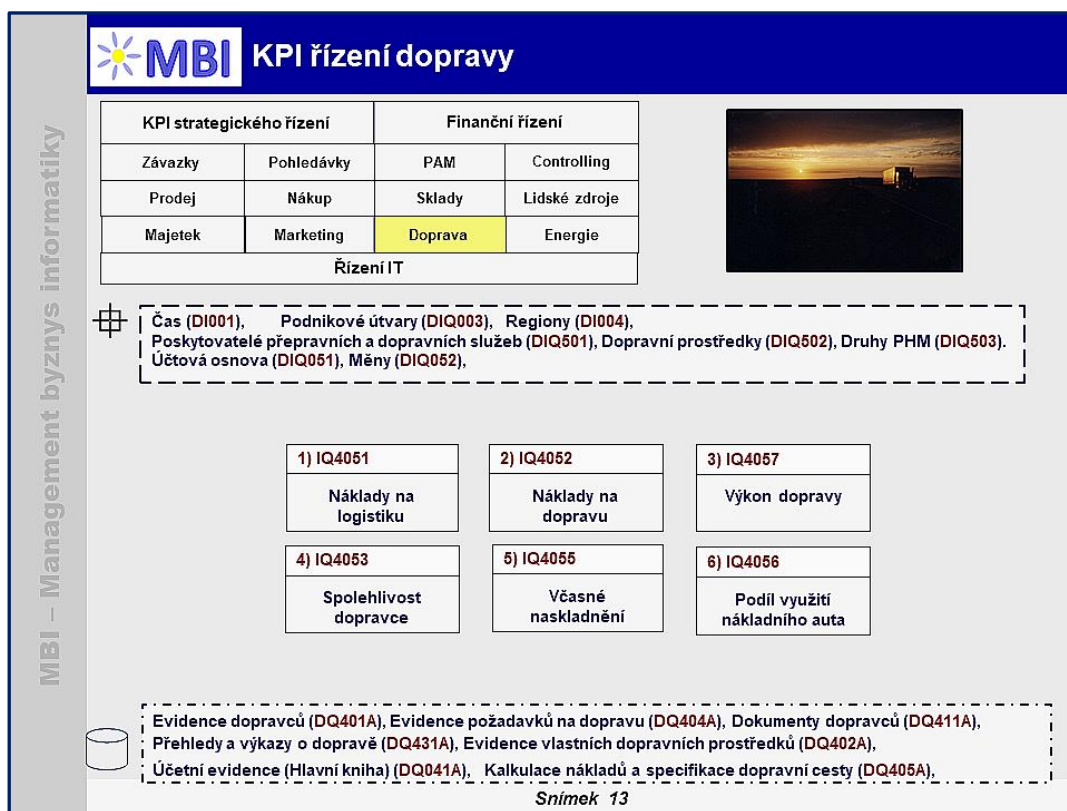 MBI – Management byznys informatiky
MBI
KPI řízení dopravy
KPI strategického řízení Finanční řízení
Závazky Pohledávky PAM Controlling
Prodej Nákup Sklady Lidské zdroje
Majetek Marketing Doprava Energie
Řízení IT
Čas (DI001), Podnikové útvary (DIQ003), Regiony (DI004),
Poskytovatelé přepravních a dopravních služeb (DIQ501), Dopravní prostředky (DIQ502), Druhy PHM (DIQ503).
Účtová osnova (DIQ051), Měny (DIQ052),
1) IQ4051
Náklady na
logistiku
2) IQ4052
Náklady na
dopravu
3) IQ4057
Výkon dopravy
4) IQ4053
Spolehlivost
dopravce
5) IQ4055
Včasné
naskladnění
6) IQ4056
Podíl využití
nákladního auta
Evidence dopravců (DQ401A), Evidence požadavků na dopravu (DQ404A), Dokumenty dopravců (DQ411A),
Přehledy a výkazy o dopravě (DQ431A), Evidence vlastních dopravních prostředků (DQ402A),
Účetní evidence (Hlavní kniha) (DQ041A), Kalkulace nákladů a specifikace dopravní cesty (DQ405A),
Snímek 13